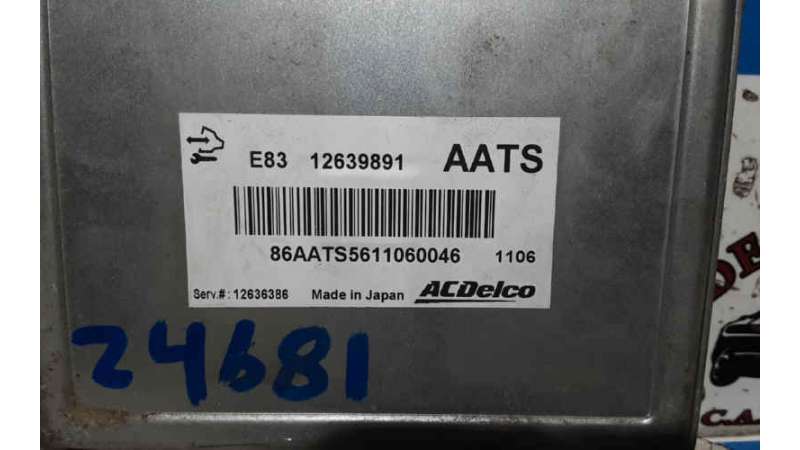 E83 12639891 AATS
86AATS5611060046 1106
Serv.#: 12636386 Made in Japan ACDelco
24681